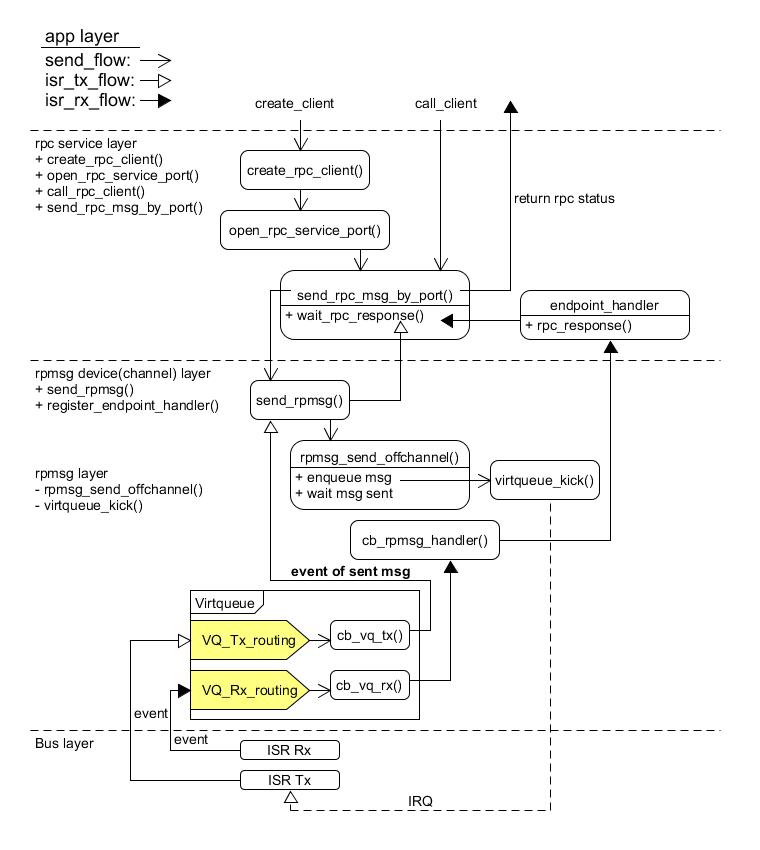 app layer
send_flow:
isr_tx_flow:
isr_rx_flow:
create_client
call_client
rpc service layer
+ create_rpc_client()
+ open_rpc_service_port()
+ call_rpc_client()
+ send_rpc_msg_by_port()
create_rpc_client()
return rpc status
open_rpc_service_port()
send_rpc_msg_by_port()
+ wait_rpc_response()
endpoint_handler
+ rpc_response()
rpmsg device(channel) layer
+ send_rpmsg()
+ register_endpoint_handler()
send_rpmsg()
rpmsg_send_offchannel()
+ enqueue msg
+ wait msg sent
virtqueue_kick()
rpmsg layer
- rpmsg_send_offchannel()
- virtqueue_kick()
cb_rpmsg_handler()
event of sent msg
Virtqueue
VQ_Tx_routing
cb_vq_tx()
VQ_Rx_routing
cb_vq_rx()
event
event
Bus layer
ISR Rx
ISR Tx
IRQ